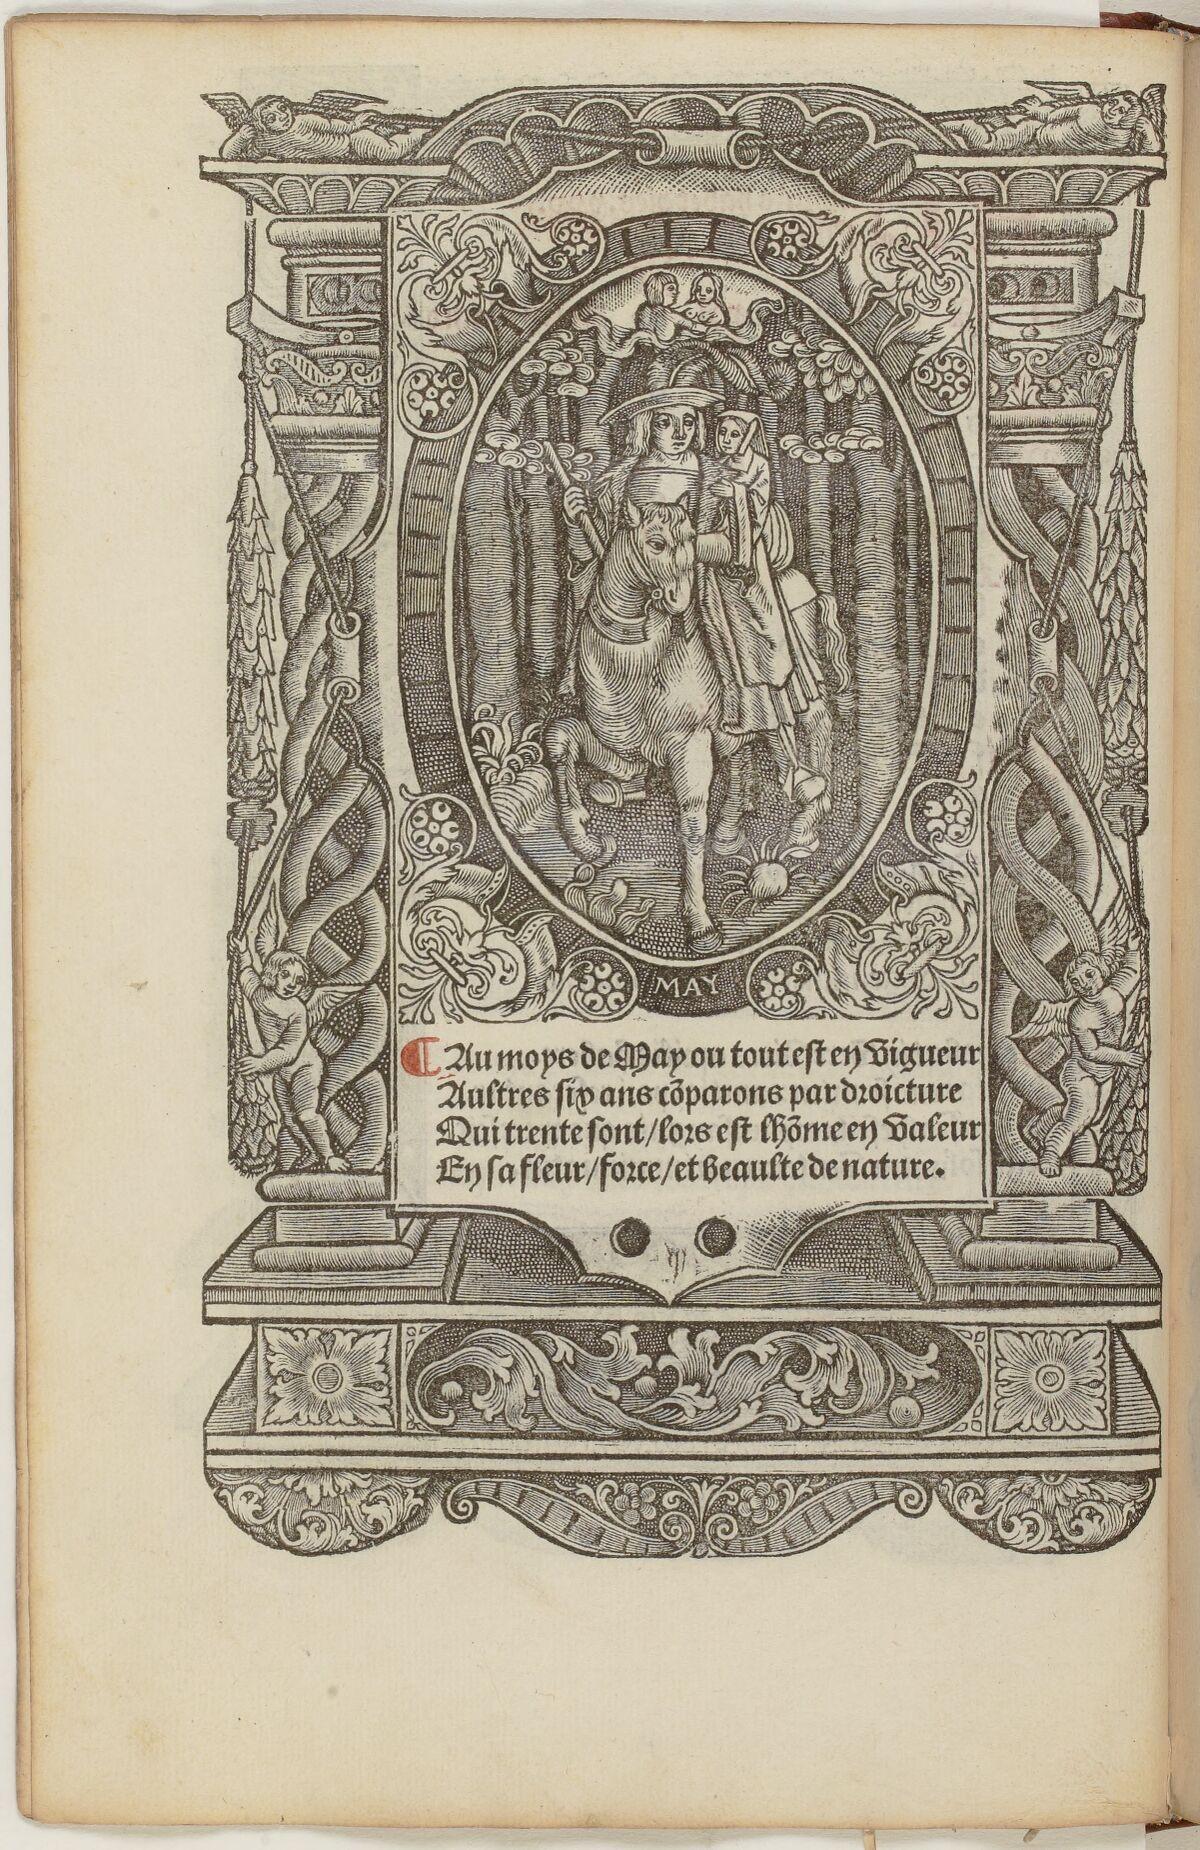 MAY
Au moys de May ou tout est en vigueur
Aultres six ans cōparons par droicture
Qui trente sont/lors est lhōme en valeur
En sa fleur/force/et beaulte de nature.